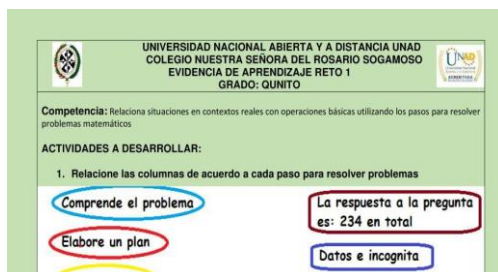 UNIVERSIDAD NACIONAL ABIERTA Y A DISTANCIA UNAD
COLEGIO NUESTRA SEÑORA DEL ROSARIO SOGAMOSO
EVIDENCIA DE APRENDIZAJE RETO 1
GRADO: QUNITO
UNAD
Competencia: Relaciona situaciones en contextos reales con operaciones básicas utilizando los pasos para resolver
problemas matemáticos
ACTIVIDADES A DESARROLLAR:
1. Relacione las columnas de acuerdo a cada paso para resolver problemas
Comprende el problema
La respuesta a la pregunta
es: 234 en total
Elabore un plan
Datos e incognita